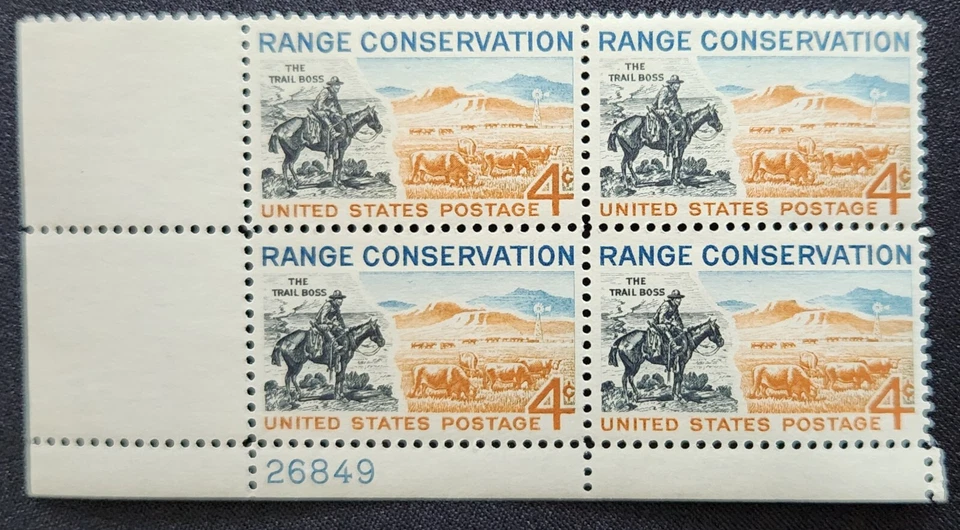 RANGE CONSERVATION
THE
TRAIL BOSS
4¢
UNITED STATES POSTAGE
RANGE CONSERVATION
THE
TRAIL BOSS
4¢
UNITED STATES POSTAGE
RANGE CONSERVATION
THE
TRAIL BOSS
4¢
UNITED STATES POSTAGE
RANGE CONSERVATION
THE
TRAIL BOSS
4¢
UNITED STATES POSTAGE
26849